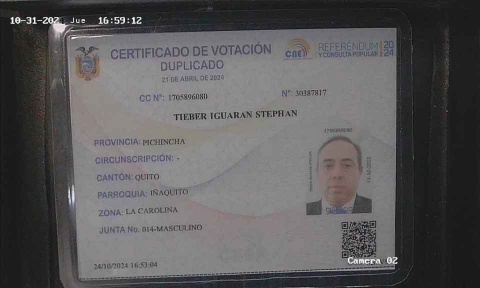 10-31-202 Jue 16:59:12
CERTIFICADO DE VOTACIÓN
DUPLICADO
21 DE ABRIL DE 2024
CNE
REFERÉNDUM
Y CONSULTA POPULAR
2024
CC N°: 1705896080
N°: 30387817
TIEBER IGUARAN STEPHAN
PROVINCIA: PICHINCHA
CIRCUNSCRIPCIÓN: -
CANTÓN: QUITO
PARROQUIA: IÑAQUITO
ZONA: LA CAROLINA
JUNTA No. 014-MASCULINO
1705896080
24/10/2024 16:53:04
Camera 02